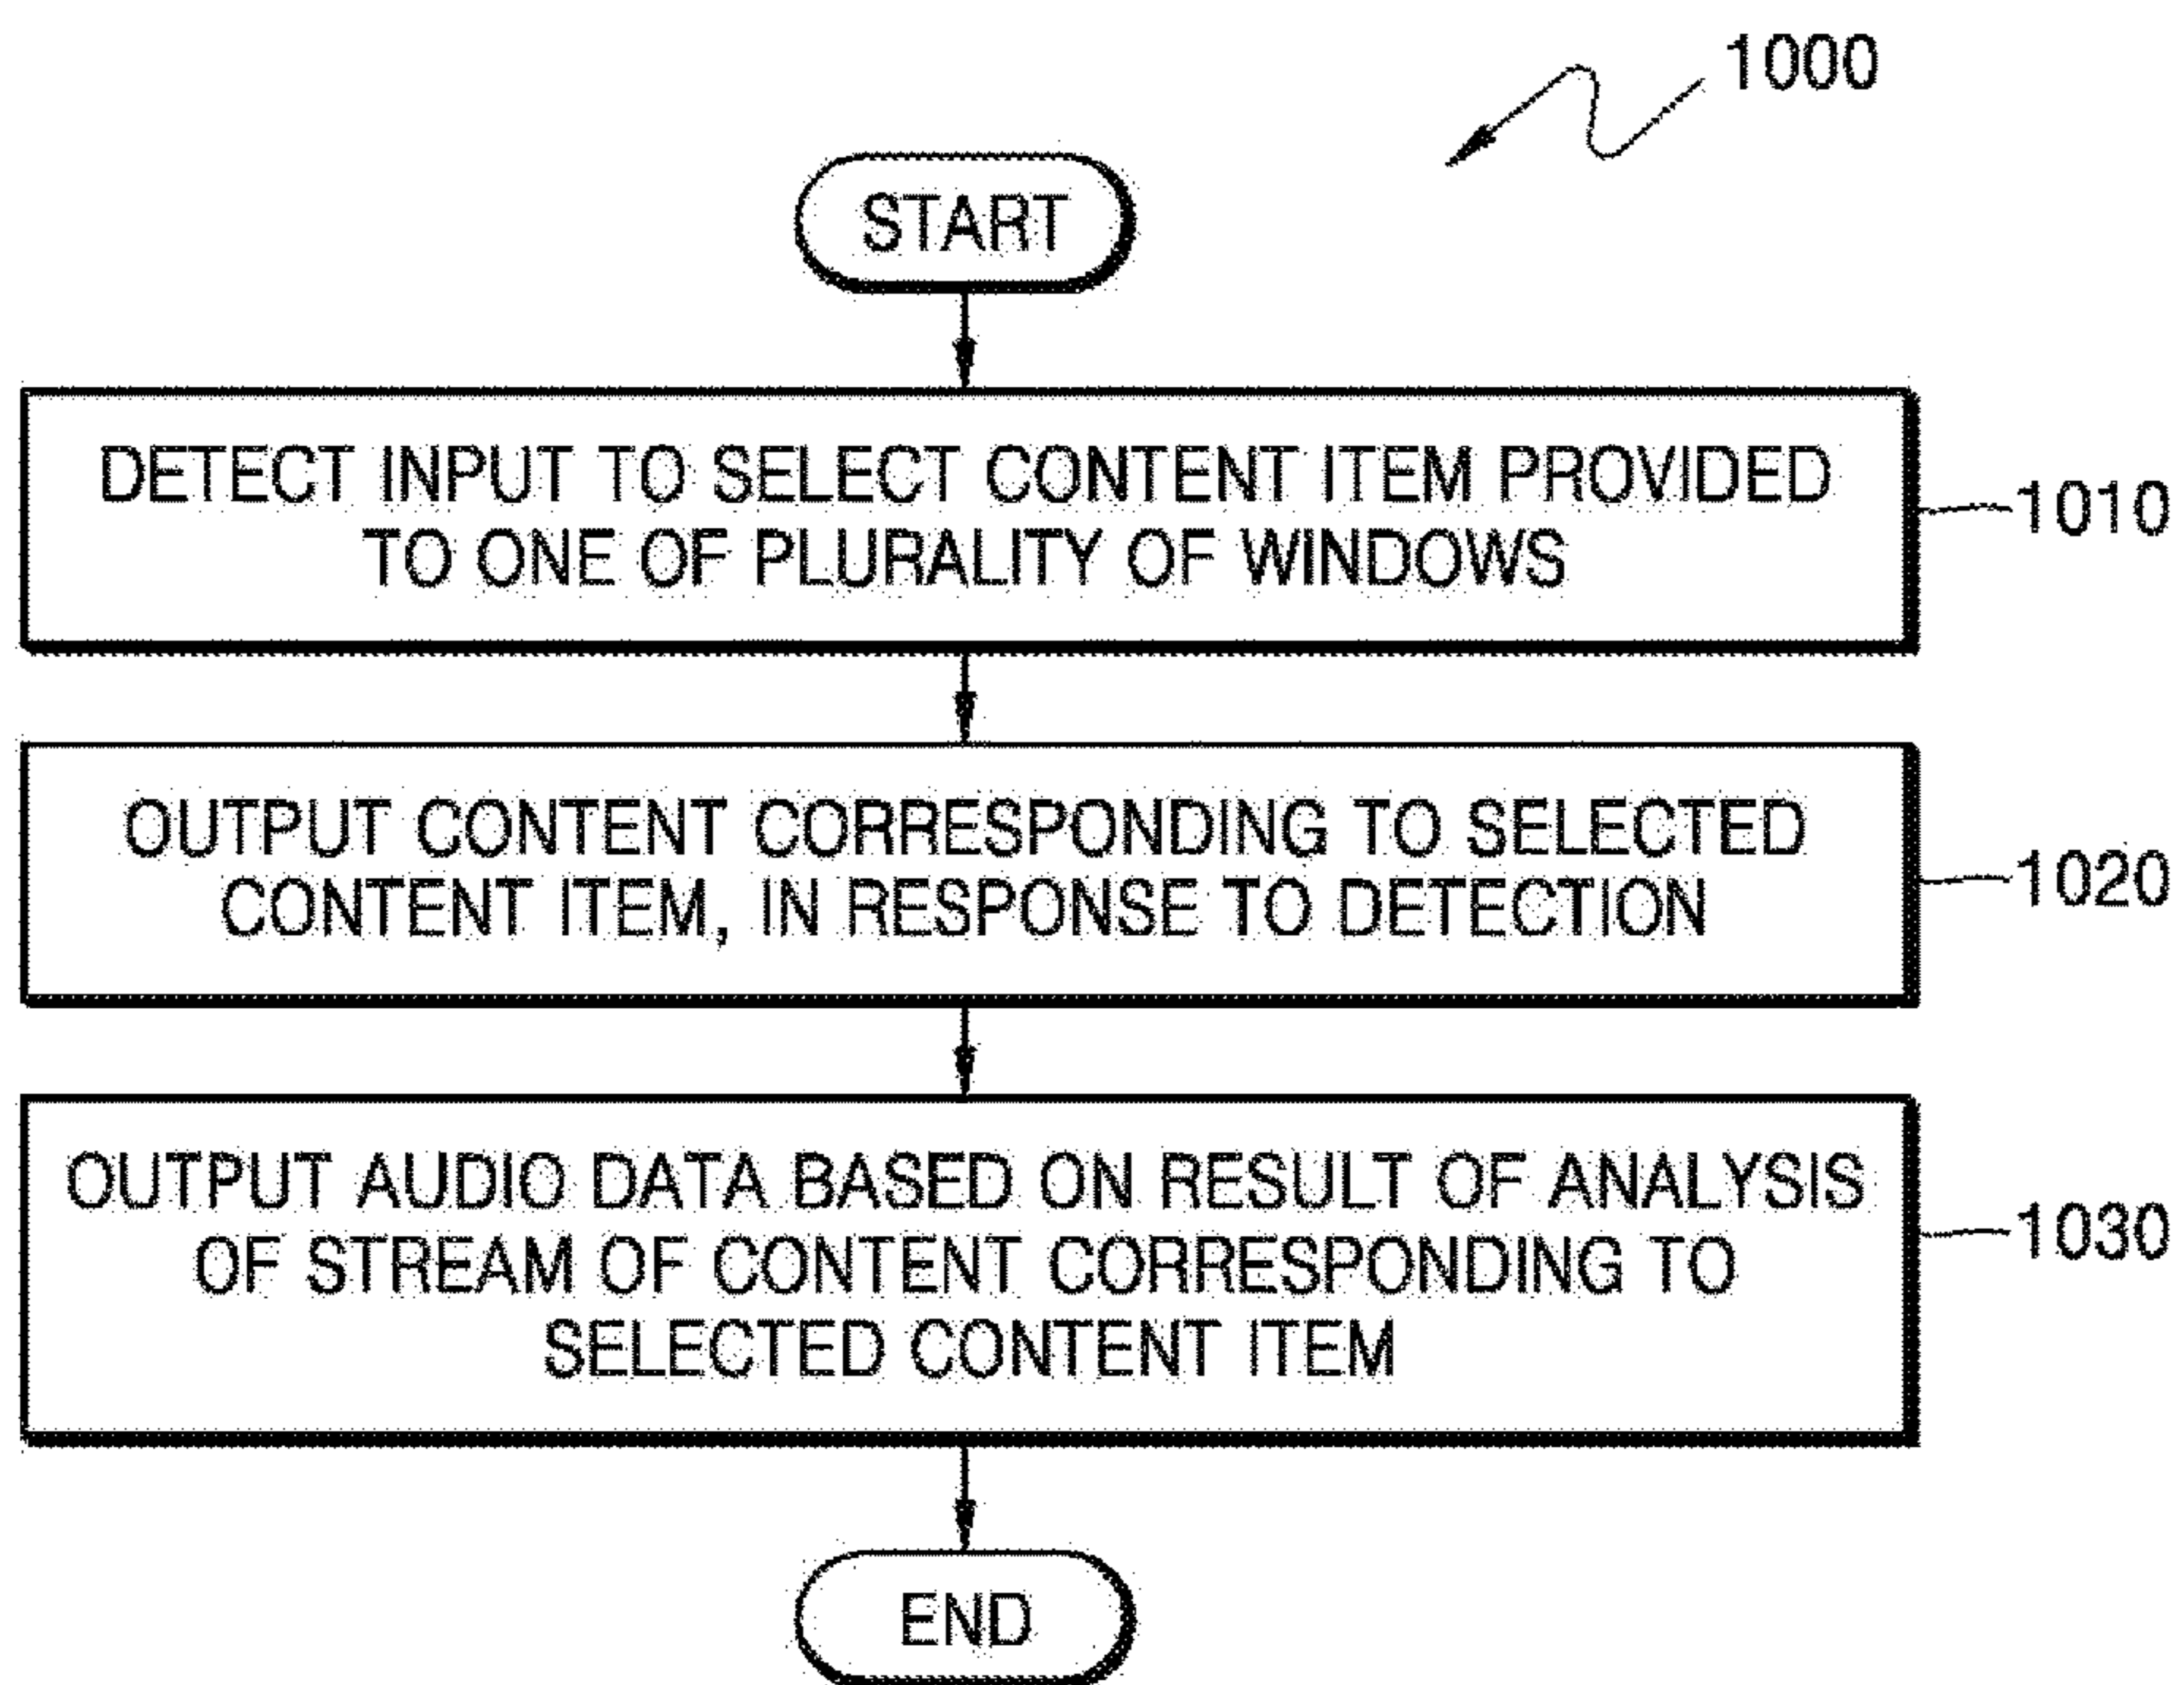 1000
START
DETECT INPUT TO SELECT CONTENT ITEM PROVIDED
TO ONE OF PLURALITY OF WINDOWS
1010
OUTPUT CONTENT CORRESPONDING TO SELECTED
CONTENT ITEM, IN RESPONSE TO DETECTION
1020
OUTPUT AUDIO DATA BASED ON RESULT OF ANALYSIS
OF STREAM OF CONTENT CORRESPONDING TO
SELECTED CONTENT ITEM
1030
END